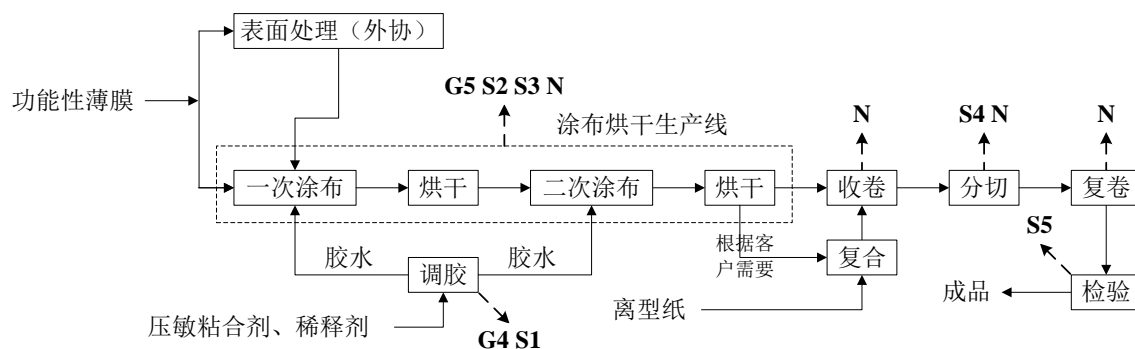 表面处理（外协）
功能性薄膜
G5 S2 S3 N
涂布烘干生产线
N
S4 N
N
一次涂布
烘干
二次涂布
烘干
收卷
分切
复卷
胶水
调胶
胶水
根据客
户需要
复合
S5
离型纸
成品
检验
压敏粘合剂、稀释剂
G4 S1